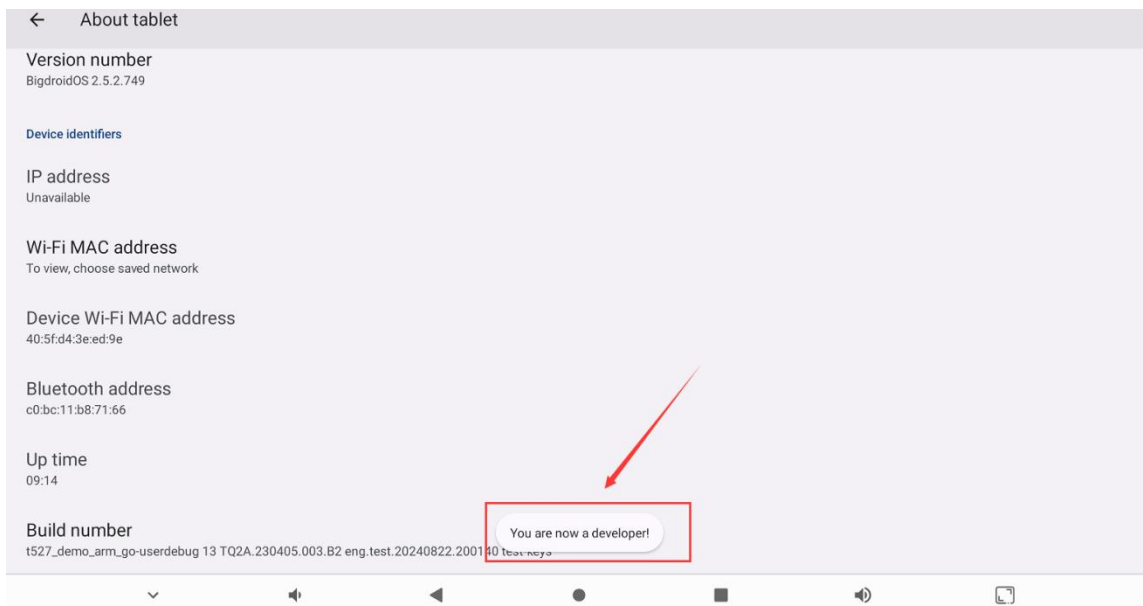 About tablet
Version number
BigdroidOS 2.5.2.749
Device identifiers
IP address
Unavailable
Wi-Fi MAC address
To view, choose saved network
Device Wi-Fi MAC address
40:5f:d4:3e:ed:9e
Bluetooth address
c0:bc:11:b8:71:66
Up time
09:14
Build number
You are now a developer!
t527_demo_arm_go-userdebug 13 TQ2A.230405.003.B2 eng.test.20240822.200140 test-keys